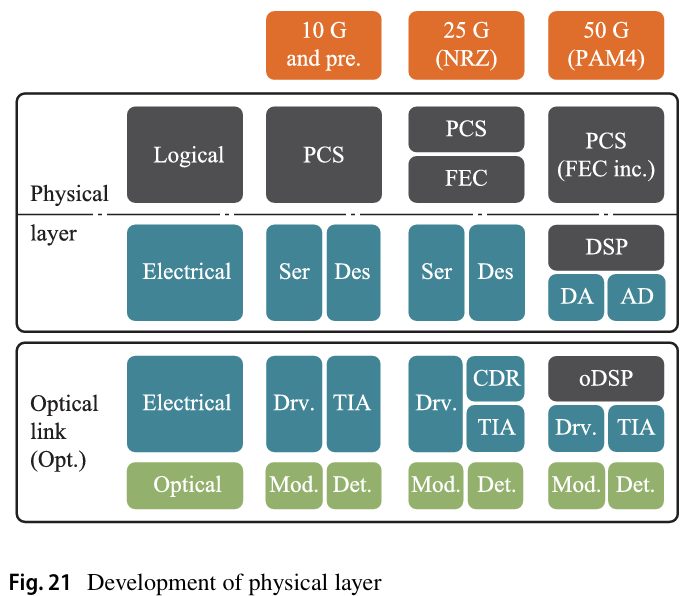 10 G
and pre.
25 G
(NRZ)
50 G
(PAM4)
Physical
layer
Logical
PCS
PCS
FEC
PCS
(FEC inc.)
Electrical
Ser
Des
Ser
Des
DSP
DA
AD
Optical
link
(Opt.)
Electrical
Drv.
TIA
Drv.
CDR
TIA
oDSP
Drv.
TIA
Optical
Mod.
Det.
Mod.
Det.
Mod.
Det.
Fig. 21 Development of physical layer